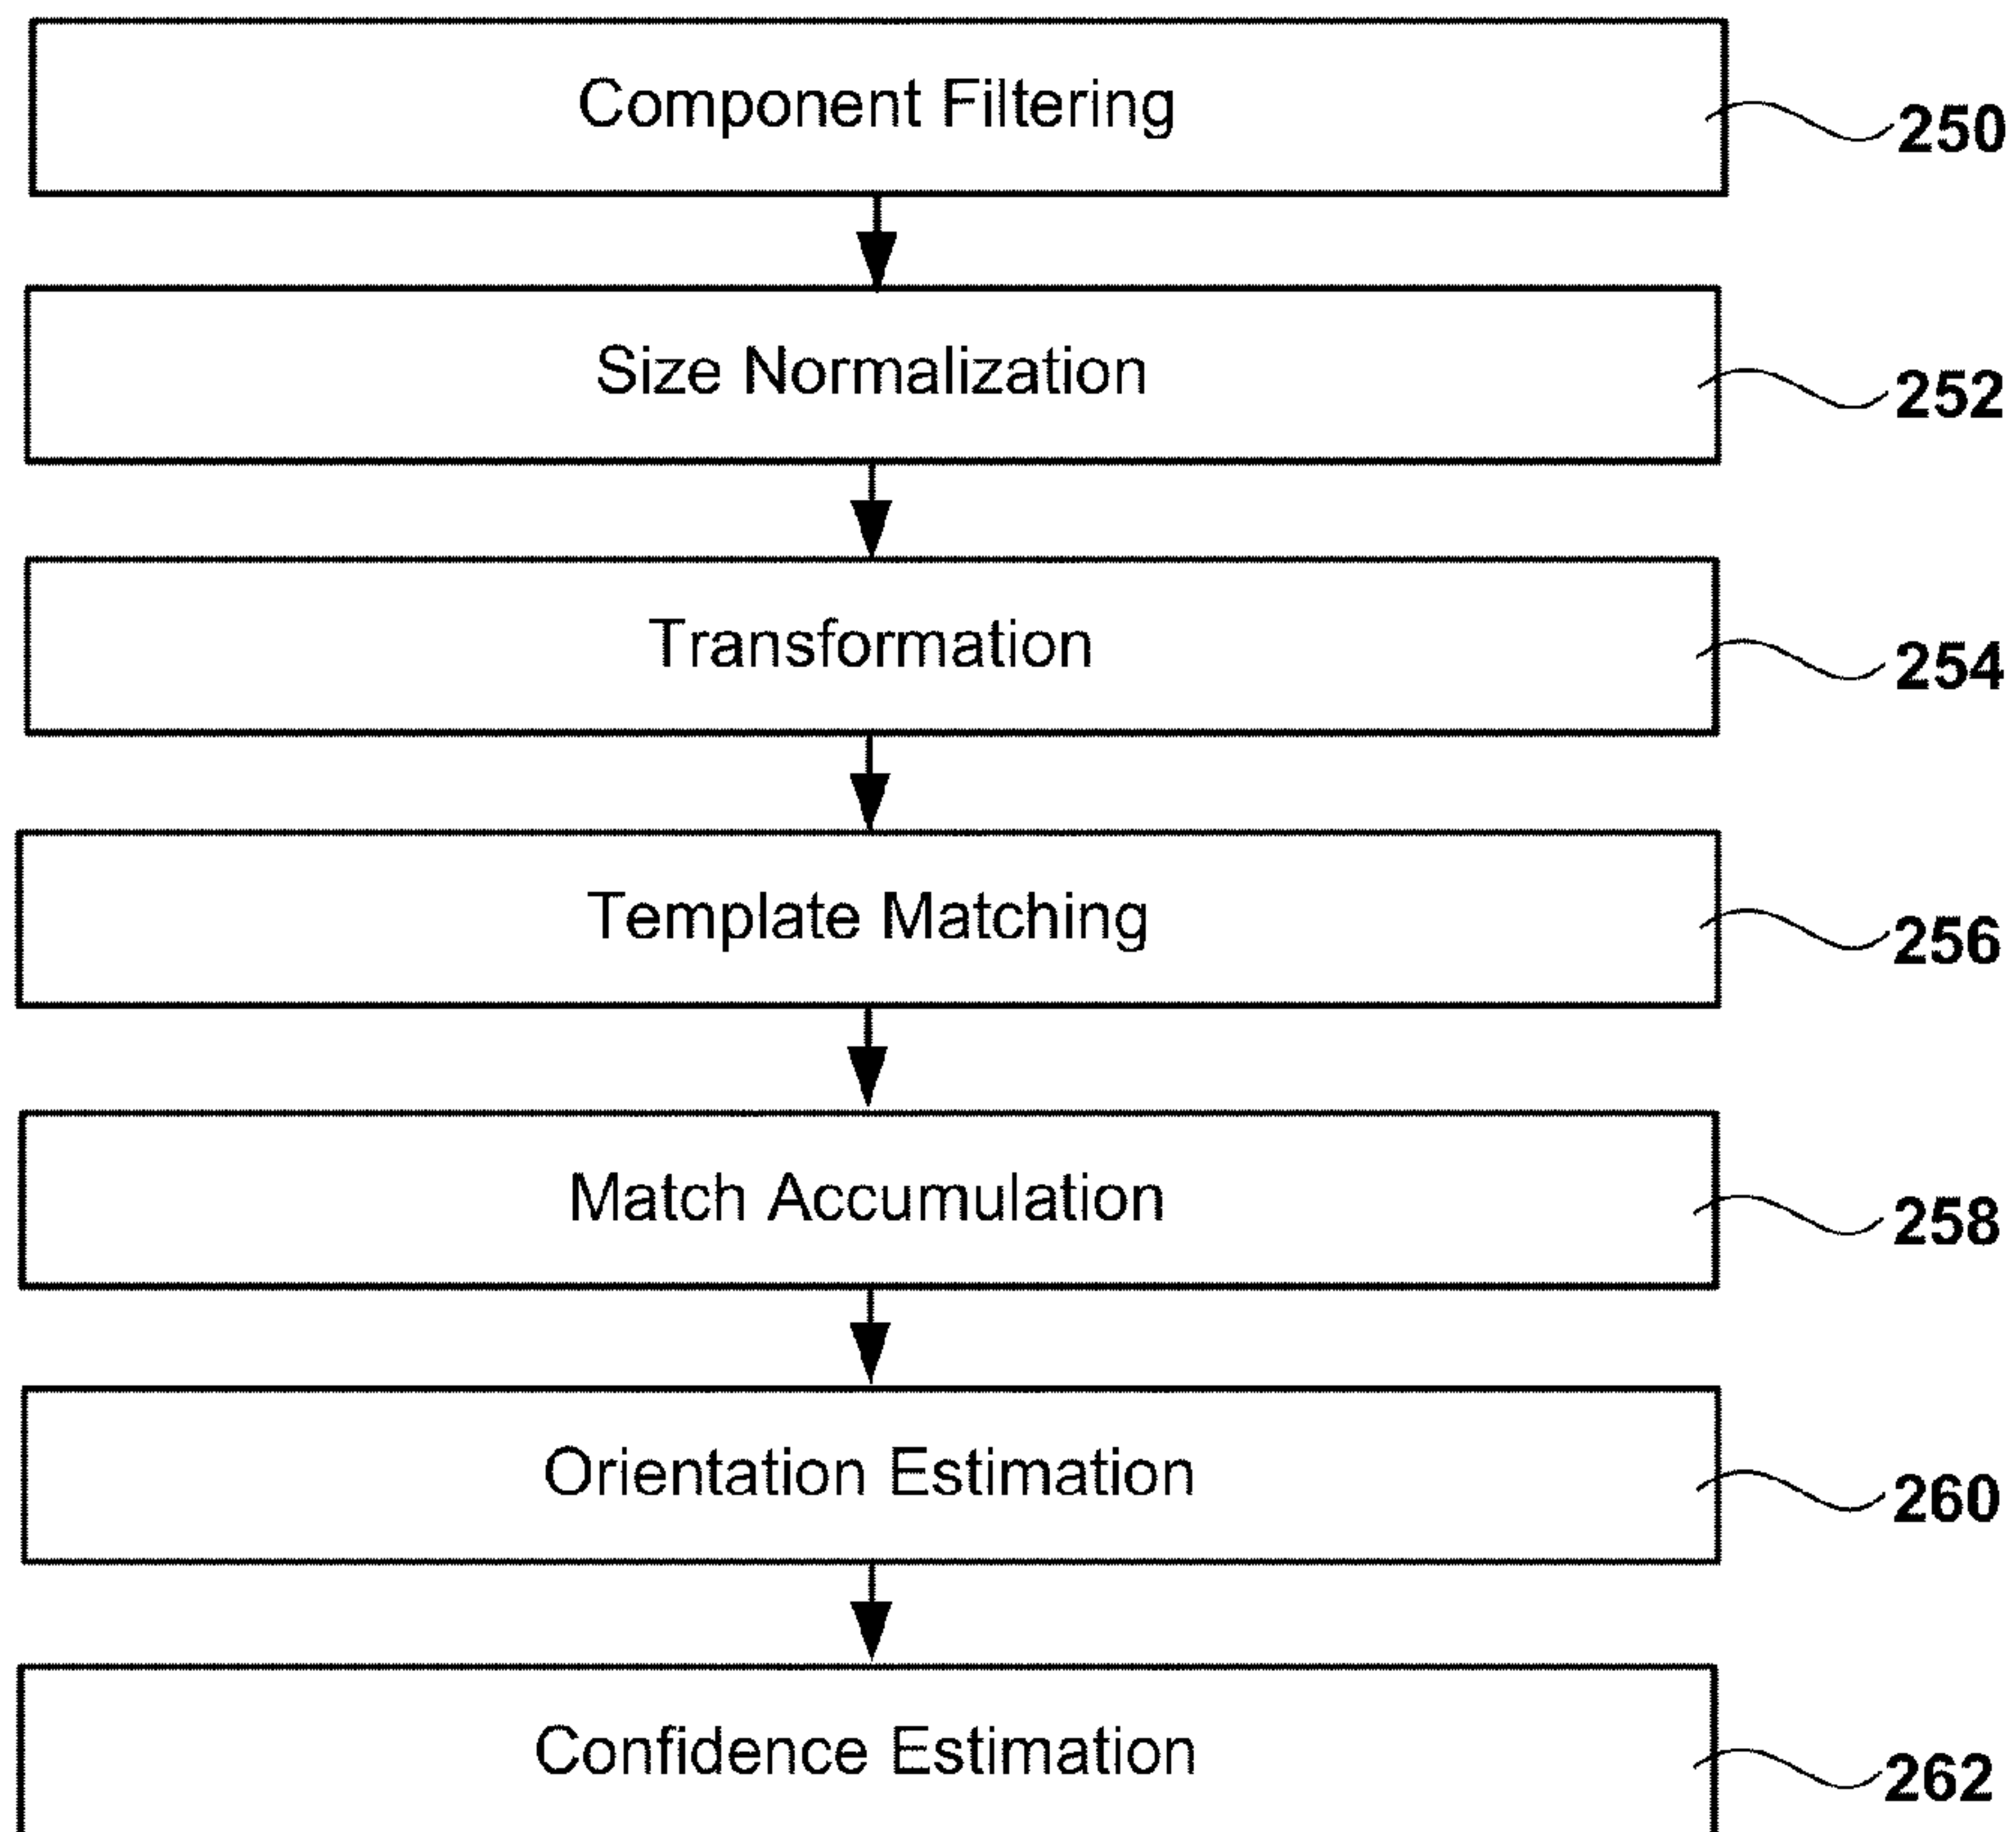 Component Filtering 250
Size Normalization 252
Transformation 254
Template Matching 256
Match Accumulation 258
Orientation Estimation 260
Confidence Estimation 262